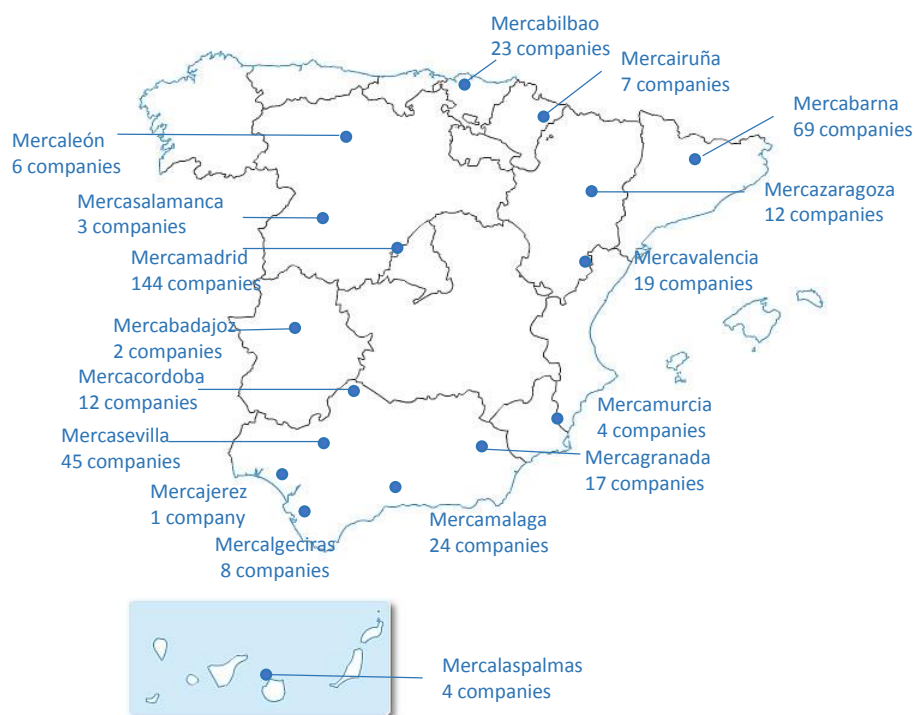 Mercabilbao
23 companies
Mercairuña
7 companies
Mercabarna
69 companies
Mercaleón
6 companies
Mercazaragoza
12 companies
Mercasalamanca
3 companies
Mercamadrid
144 companies
Mercavalencia
19 companies
Mercabadajoz
2 companies
Mercacordoba
12 companies
Mercamurcia
4 companies
Mercasevilla
45 companies
Mercagranada
17 companies
Mercajerez
1 company
Mercamalaga
24 companies
Mercalgeciras
8 companies
Mercalaspalmas
4 companies